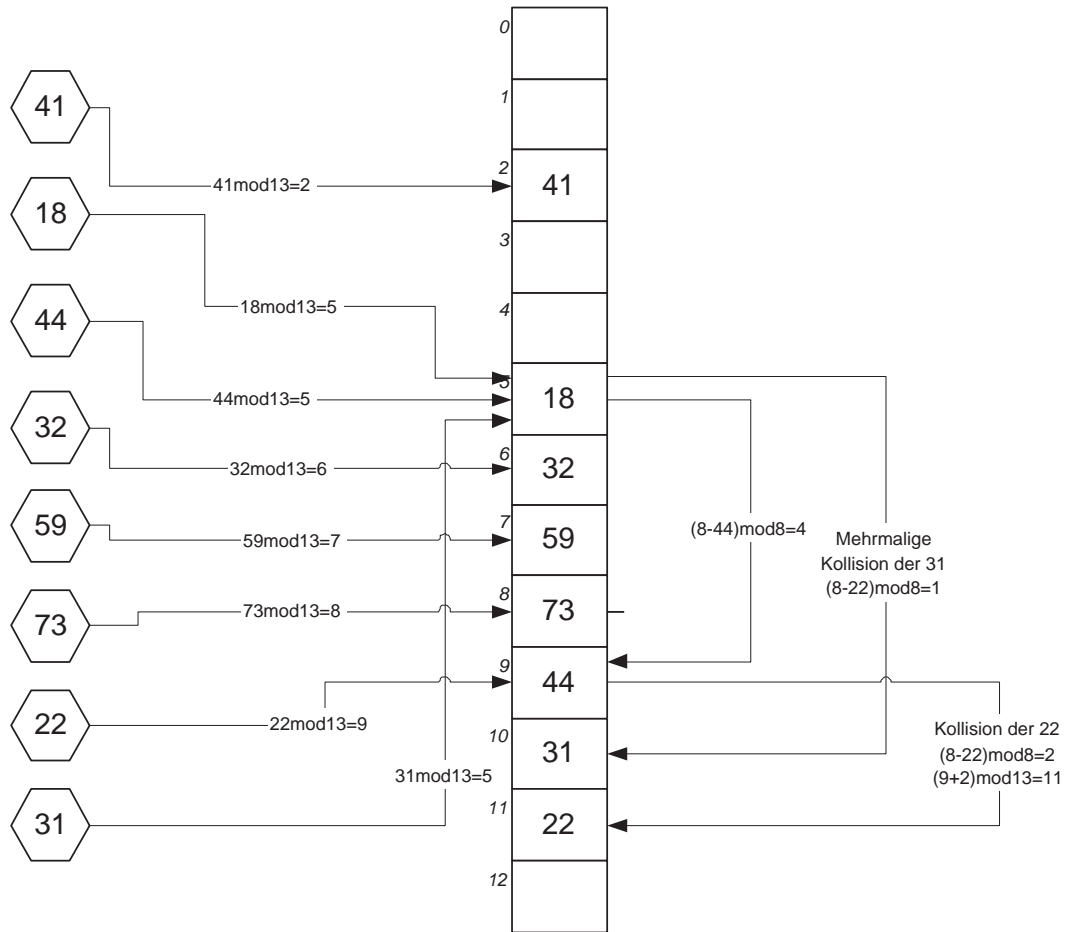 0
1
2
3
4
5
6
7
8
9
10
11
12
41
18
44
32
59
73
22
31
41mod13=2
18mod13=5
44mod13=5
32mod13=6
59mod13=7
73mod13=8
22mod13=9
31mod13=5
41
18
32
59
73
44
31
22
(8-44)mod8=4
Mehrmalige
Kollision der 31
(8-22)mod8=1
Kollision der 22
(8-22)mod8=2
(9+2)mod13=11